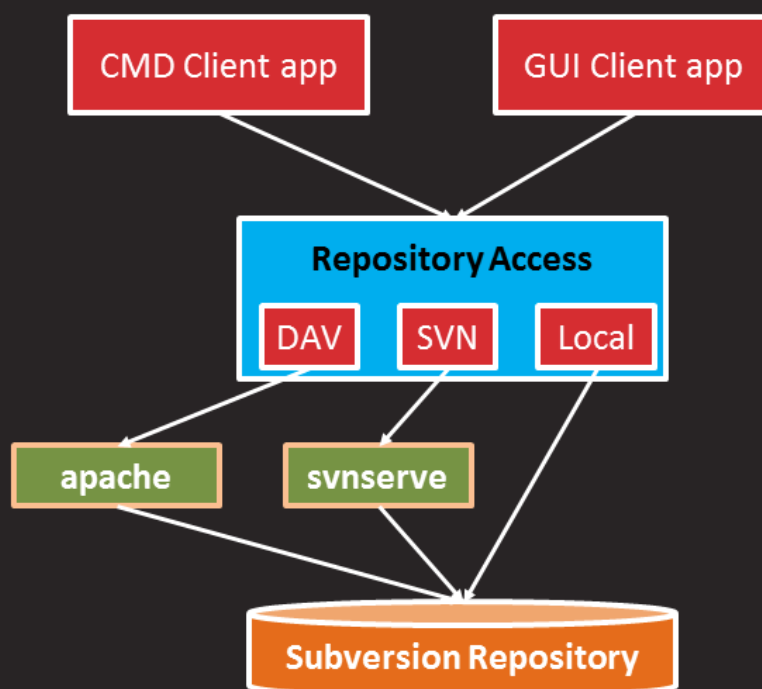 CMD Client app
GUI Client app
Repository Access
DAV
SVN
Local
apache
svnserve
Subversion Repository